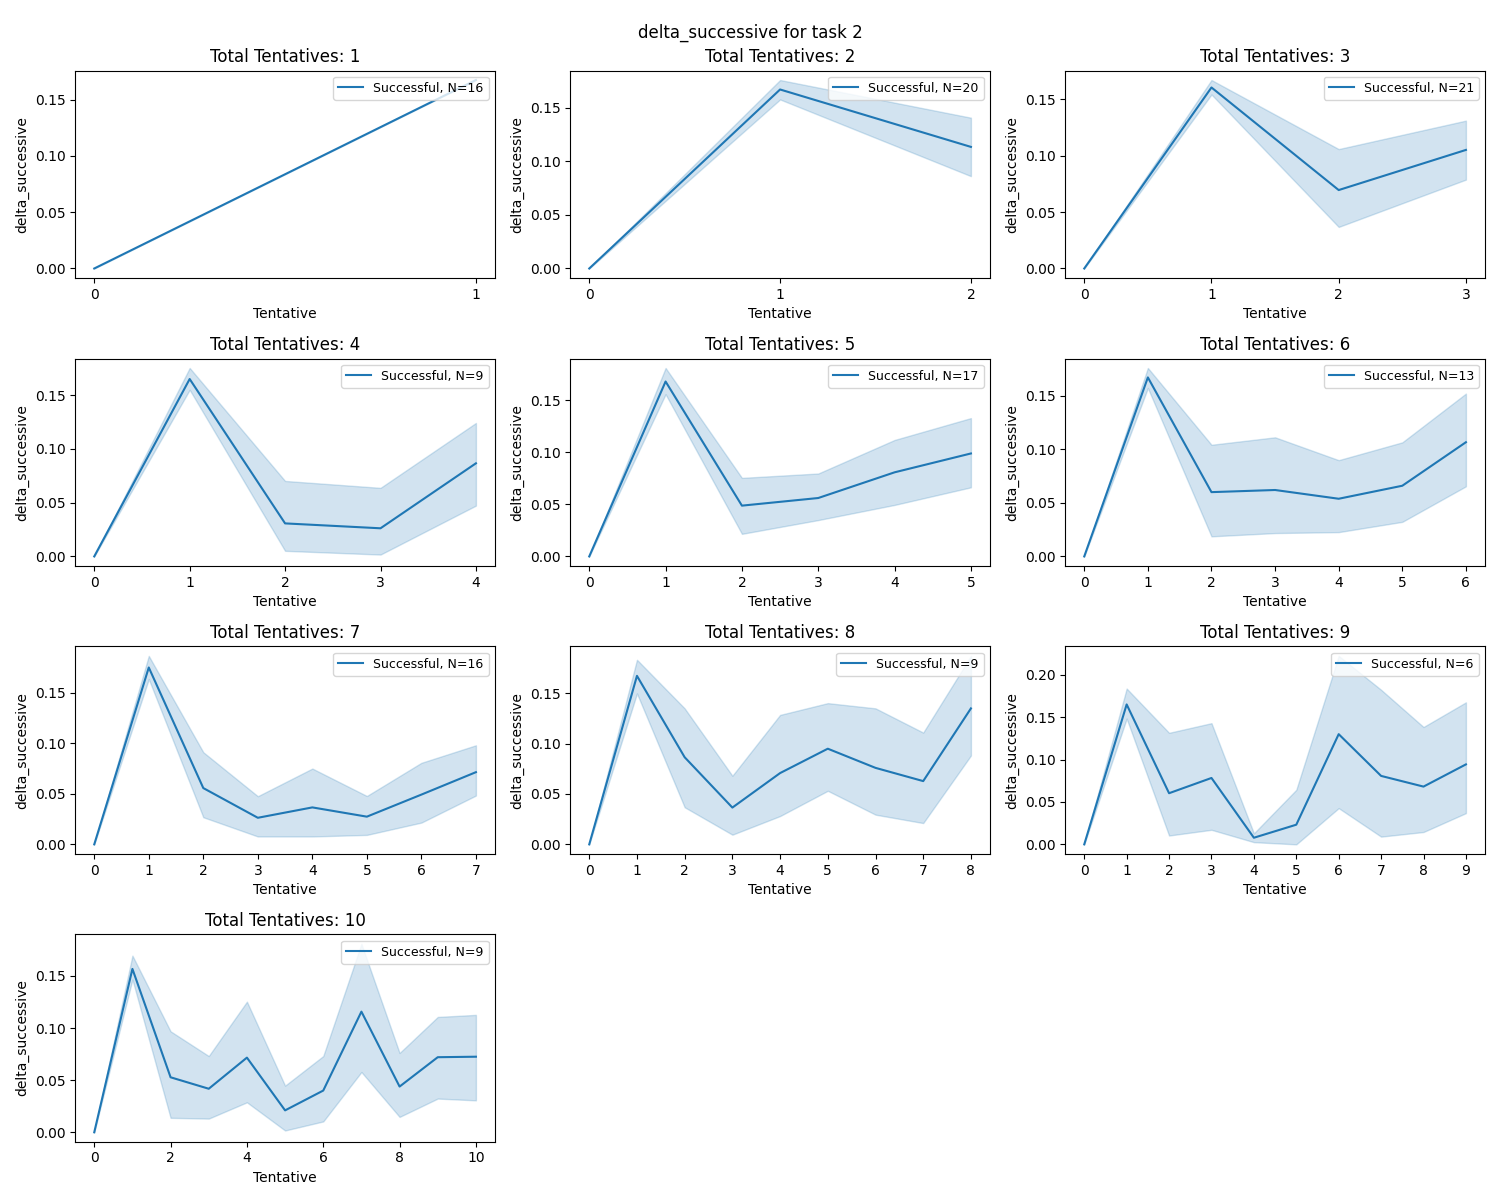 delta_successive for task 2
Total Tentatives: 1
Successful, N=16
delta_successive
0.15
0.10
0.05
0.00
0 1
Tentative
Total Tentatives: 2
Successful, N=20
delta_successive
0.15
0.10
0.05
0.00
0 1 2
Tentative
Total Tentatives: 3
Successful, N=21
delta_successive
0.15
0.10
0.05
0.00
0 1 2 3
Tentative
Total Tentatives: 4
Successful, N=9
delta_successive
0.15
0.10
0.05
0.00
0 1 2 3 4
Tentative
Total Tentatives: 5
Successful, N=17
delta_successive
0.15
0.10
0.05
0.00
0 1 2 3 4 5
Tentative
Total Tentatives: 6
Successful, N=13
delta_successive
0.15
0.10
0.05
0.00
0 1 2 3 4 5 6
Tentative
Total Tentatives: 7
Successful, N=16
delta_successive
0.15
0.10
0.05
0.00
0 1 2 3 4 5 6 7
Tentative
Total Tentatives: 8
Successful, N=9
delta_successive
0.15
0.10
0.05
0.00
0 1 2 3 4 5 6 7 8
Tentative
Total Tentatives: 9
Successful, N=6
delta_successive
0.20
0.15
0.10
0.05
0.00
0 1 2 3 4 5 6 7 8 9
Tentative
Total Tentatives: 10
Successful, N=9
delta_successive
0.15
0.10
0.05
0.00
0 2 4 6 8 10
Tentative